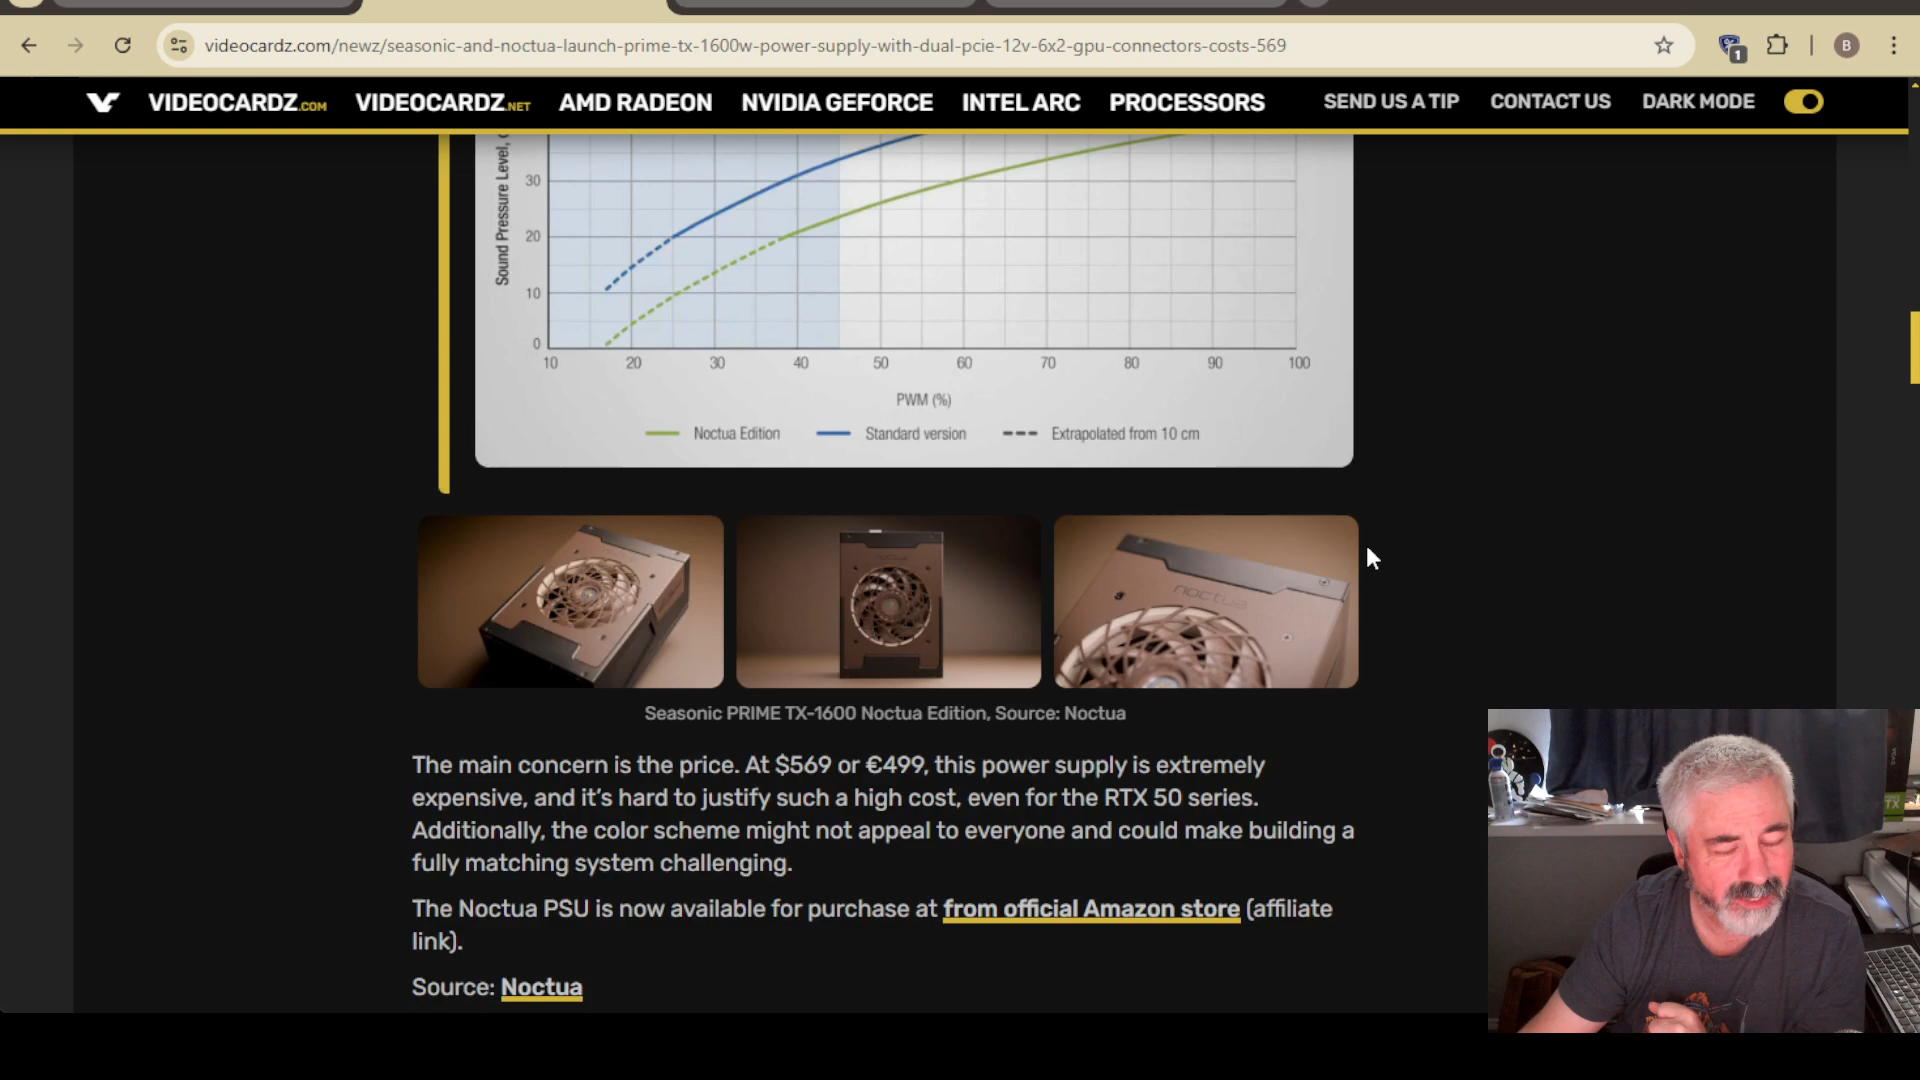 videocardz.com/newz/seasonic-and-noctua-launch-prime-tx-1600w-power-supply-with-dual-pcie-12v-6x2-gpu-connectors-costs-569
1
B
VIDEOCARDZ.COM
VIDEOCARDZ.NET
AMD RADEON
NVIDIA GEFORCE
INTEL ARC
PROCESSORS
SEND US A TIP
CONTACT US
DARK MODE
Sound Pressure Level,
30
20
10
0
10 20 30 40 50 60 70 80 90 100
PWM (%)
Noctua Edition
Standard version
Extrapolated from 10 cm
noctua
Seasonic PRIME TX-1600 Noctua Edition, Source: Noctua
The main concern is the price. At $569 or €499, this power supply is extremely
expensive, and it’s hard to justify such a high cost, even for the RTX 50 series.
Additionally, the color scheme might not appeal to everyone and could make building a
fully matching system challenging.
The Noctua PSU is now available for purchase at from official Amazon store (affiliate
link).
Source: Noctua
TX